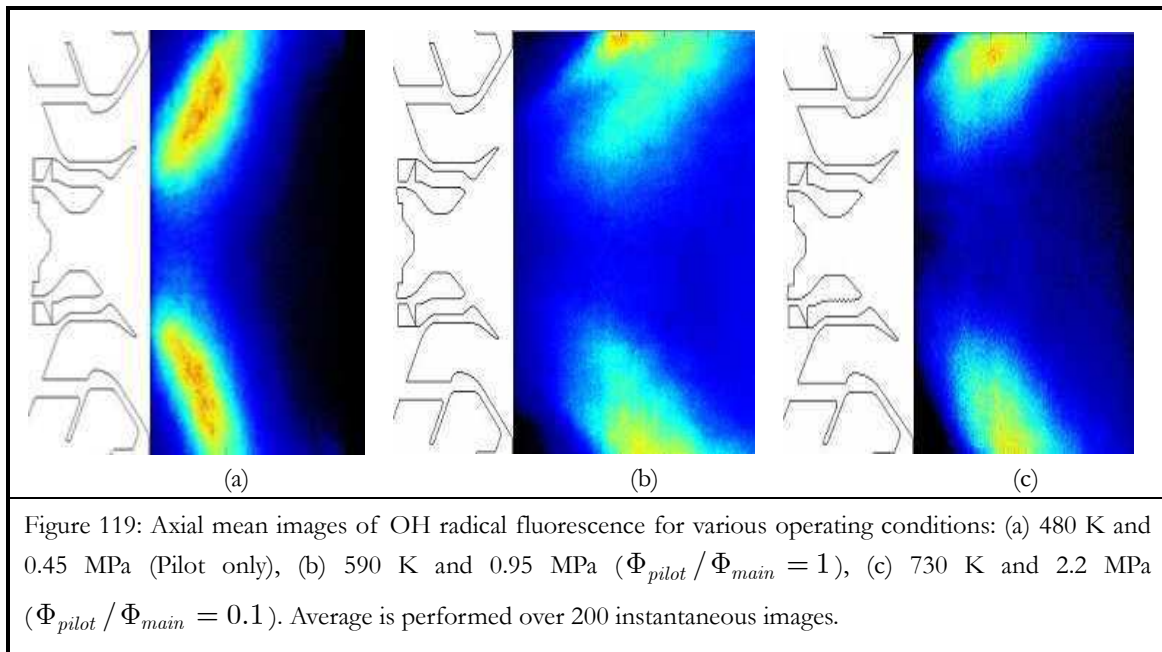 (a) (b) (c)
Figure 119: Axial mean images of OH radical fluorescence for various operating conditions: (a) 480 K and
0.45 MPa (Pilot only), (b) 590 K and 0.95 MPa (Φpilot/Φmain = 1), (c) 730 K and 2.2 MPa
(Φpilot/Φmain = 0.1). Average is performed over 200 instantaneous images.